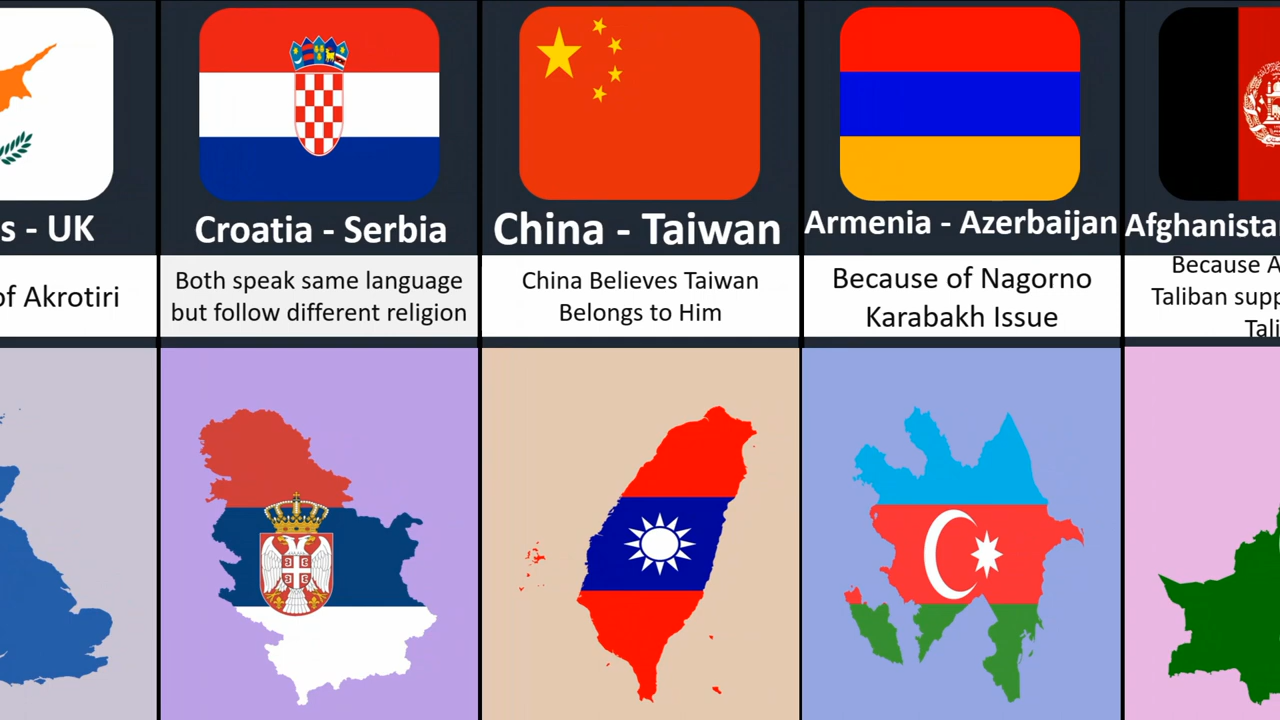 s - UK
of Akrotiri
Croatia - Serbia
Both speak same language
but follow different religion
China - Taiwan
China Believes Taiwan
Belongs to Him
Armenia - Azerbaijan
Because of Nagorno
Karabakh Issue
Afghanista
Because A
Taliban supp
Tali